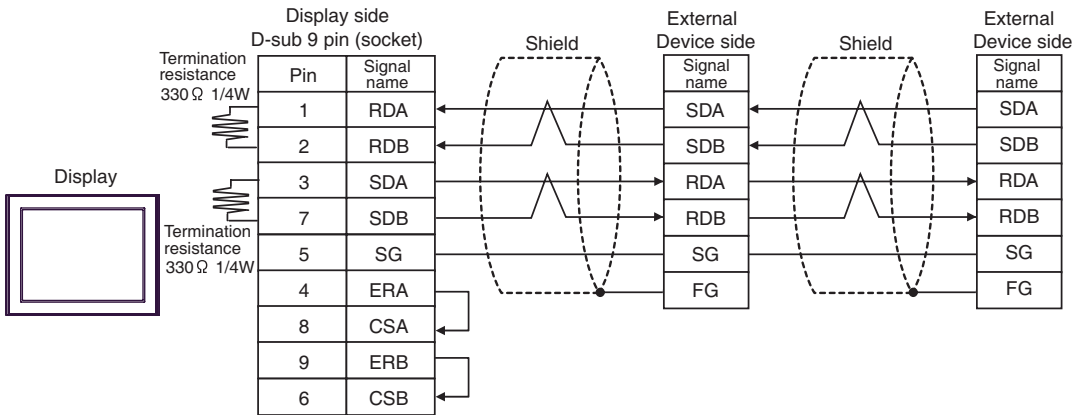 Display side
D-sub 9 pin (socket)
External
Device side
External
Device side
Shield
Shield
Termination
resistance
330 Ω 1/4W
Pin
Signal
name
Signal
name
Signal
name
1 RDA SDA SDA
2 RDB SDB SDB
3 SDA RDA RDA
Display
7 SDB RDB RDB
Termination
resistance
330 Ω 1/4W
5 SG SG SG
4 ERA FG FG
8 CSA
9 ERB
6 CSB